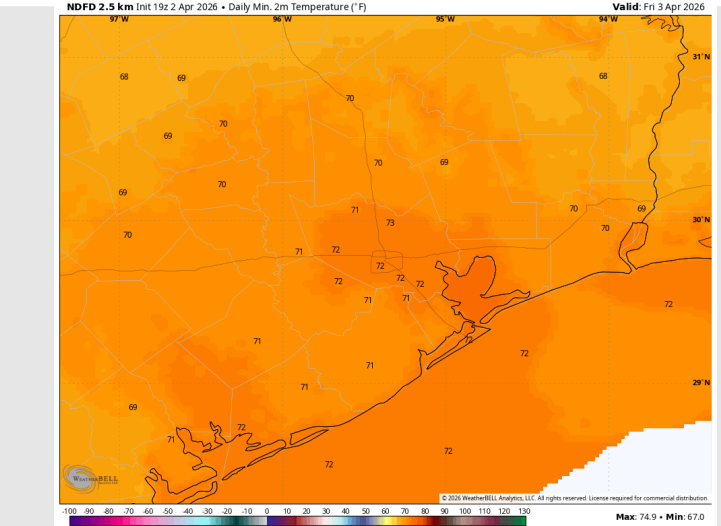 NDFD 2.5 km Init 19z 2 Apr 2026 • Daily Min. 2m Temperature (°F)
Valid: Fri 3 Apr 2026
97°W 96°W 95°W 94°W
31°N
68 69 68
70
70
69
70 69
70
69
71 70 69
73
70 70
30°N
71 72
72
72 72 72
71 71
72
71 72
72
71
71
29°N
69
72
71
72
72
WEATHERBELL
© 2026 WeatherBELL Analytics, LLC. All rights reserved. License required for commercial distribution.
-100 -90 -80 -70 -60 -50 -40 -30 -20 -10 0 10 20 30 40 50 60 70 80 90 100 110 120 130
Max: 74.9 • Min: 67.0